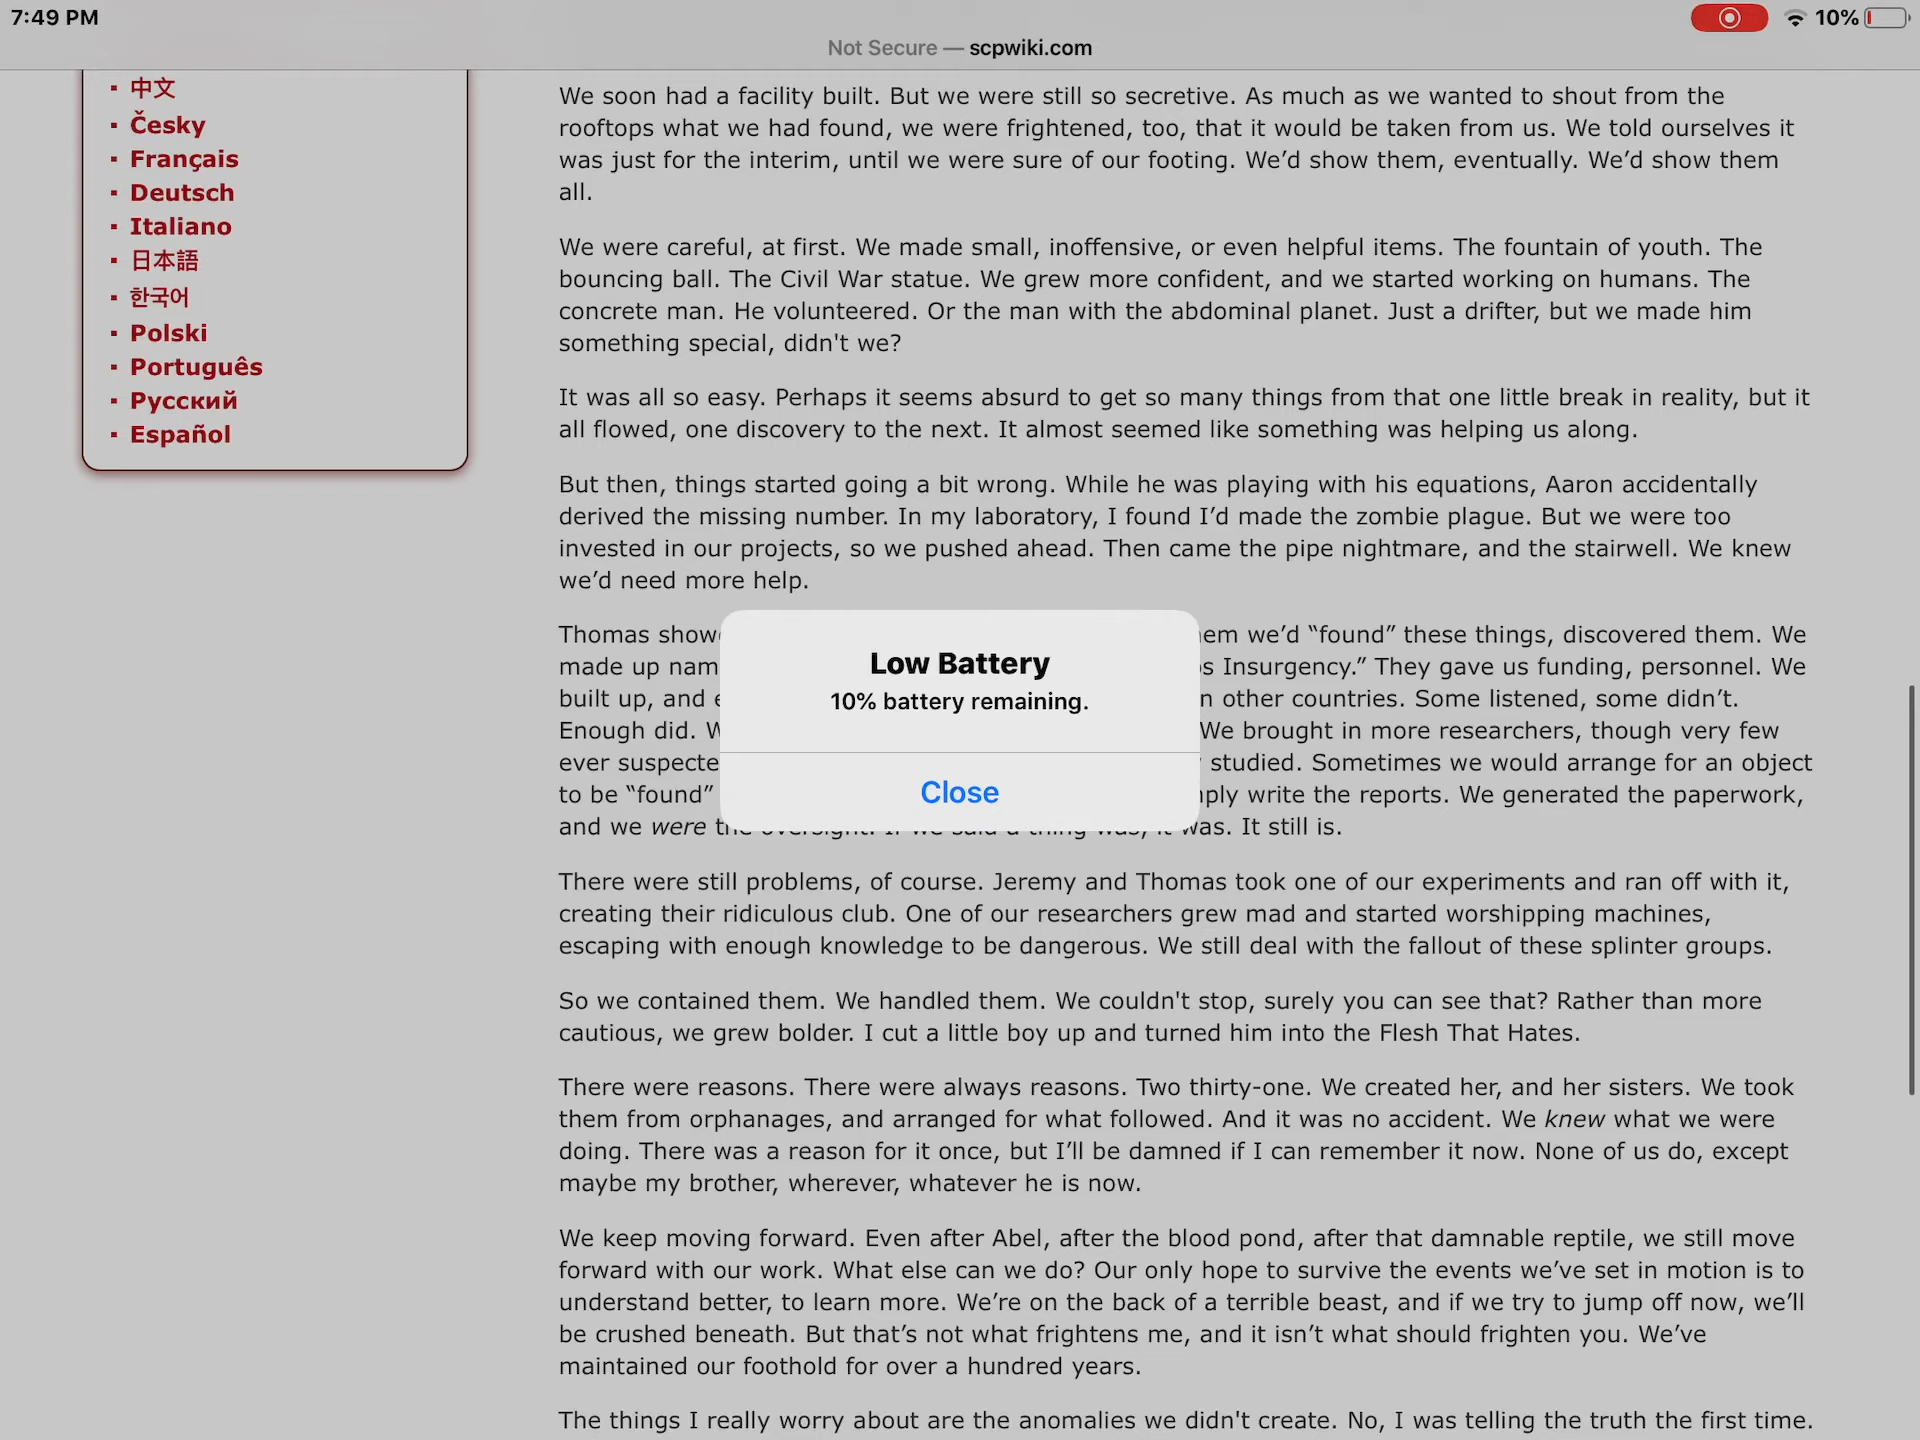 7:49 PM
10%
Not Secure — scpwiki.com
中文
Česky
Français
Deutsch
Italiano
日本語
한국어
Polski
Português
Русский
Español
We soon had a facility built. But we were still so secretive. As much as we wanted to shout from the
rooftops what we had found, we were frightened, too, that it would be taken from us. We told ourselves it
was just for the interim, until we were sure of our footing. We’d show them, eventually. We’d show them
all.
We were careful, at first. We made small, inoffensive, or even helpful items. The fountain of youth. The
bouncing ball. The Civil War statue. We grew more confident, and we started working on humans. The
concrete man. He volunteered. Or the man with the abdominal planet. Just a drifter, but we made him
something special, didn't we?
It was all so easy. Perhaps it seems absurd to get so many things from that one little break in reality, but it
all flowed, one discovery to the next. It almost seemed like something was helping us along.
But then, things started going a bit wrong. While he was playing with his equations, Aaron accidentally
derived the missing number. In my laboratory, I found I’d made the zombie plague. But we were too
invested in our projects, so we pushed ahead. Then came the pipe nightmare, and the stairwell. We knew
we’d need more help.
Thomas we’d “found” these things, discovered them. We
made up Insurgency.” They gave us funding, personnel. We
built up, and other countries. Some listened, some didn’t.
Enough did. We brought in more researchers, though very few
ever studied. Sometimes we would arrange for an object
to be “found” write the reports. We generated the paperwork,
and we were was. It still is.
Low Battery
10% battery remaining.
Close
There were still problems, of course. Jeremy and Thomas took one of our experiments and ran off with it,
creating their ridiculous club. One of our researchers grew mad and started worshipping machines,
escaping with enough knowledge to be dangerous. We still deal with the fallout of these splinter groups.
So we contained them. We handled them. We couldn't stop, surely you can see that? Rather than more
cautious, we grew bolder. I cut a little boy up and turned him into the Flesh That Hates.
There were reasons. There were always reasons. Two thirty-one. We created her, and her sisters. We took
them from orphanages, and arranged for what followed. And it was no accident. We knew what we were
doing. There was a reason for it once, but I’ll be damned if I can remember it now. None of us do, except
maybe my brother, wherever, whatever he is now.
We keep moving forward. Even after Abel, after the blood pond, after that damnable reptile, we still move
forward with our work. What else can we do? Our only hope to survive the events we’ve set in motion is to
understand better, to learn more. We’re on the back of a terrible beast, and if we try to jump off now, we’ll
be crushed beneath. But that’s not what frightens me, and it isn’t what should frighten you. We’ve
maintained our foothold for over a hundred years.
The things I really worry about are the anomalies we didn't create. No, I was telling the truth the first time.